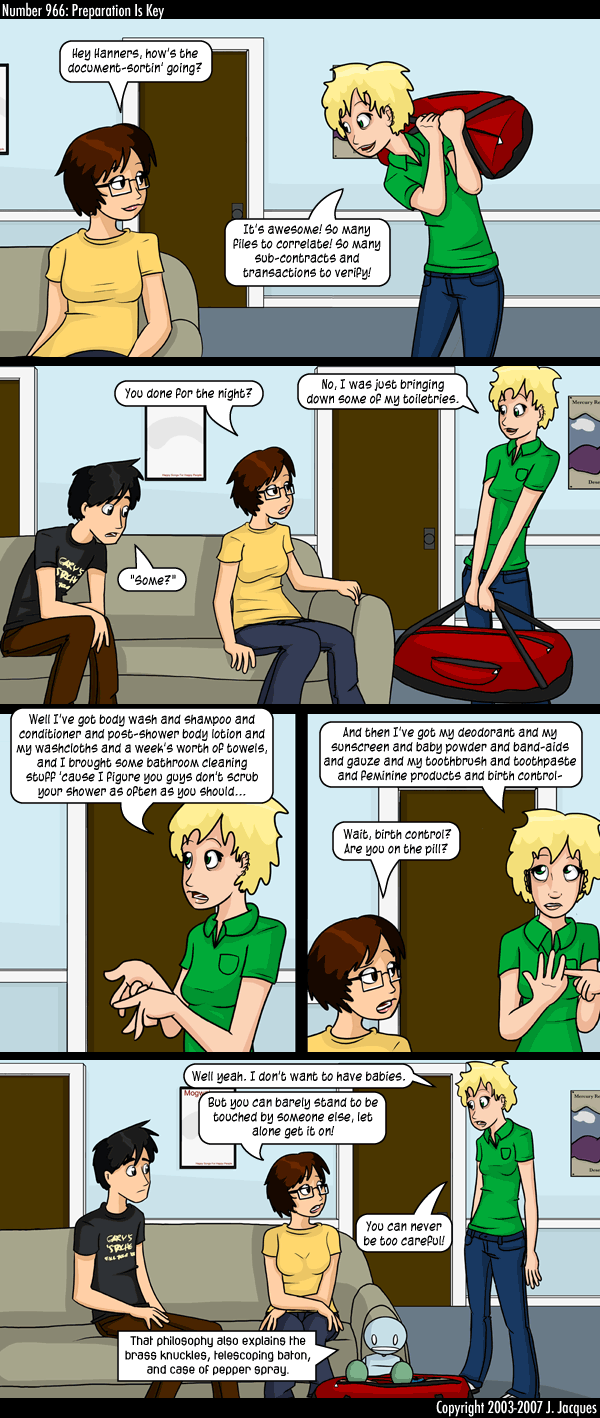 Number 966: Preparation Is Key
Hey Hanners, how's the
document-sortin' going?
It's awesome! So many
files to correlate! So many
sub-contracts and
transactions to verify!
You done for the night?
No, I was just bringing
down some of my toiletries.
Mercury Re
"Some?"
Dese
Well I've got body wash and shampoo and
conditioner and post-shower body lotion and
my washcloths and a week's worth of towels,
and I brought some bathroom cleaning
stuff 'cause I figure you guys don't scrub
your shower as often as you should...
And then I've got my deodorant and my
sunscreen and baby powder and band-aids
and gauze and my toothbrush and toothpaste
and feminine products and birth control-
Wait, birth control?
Are you on the pill?
Well yeah. I don't want to have babies.
Mogw
But you can barely stand to be
touched by someone else, let
alone get it on!
Mercury Re
Dese
You can never
be too careful!
That philosophy also explains the
brass knuckles, telescoping baton,
and case of pepper spray.
Copyright 2003-2007 J. Jacques